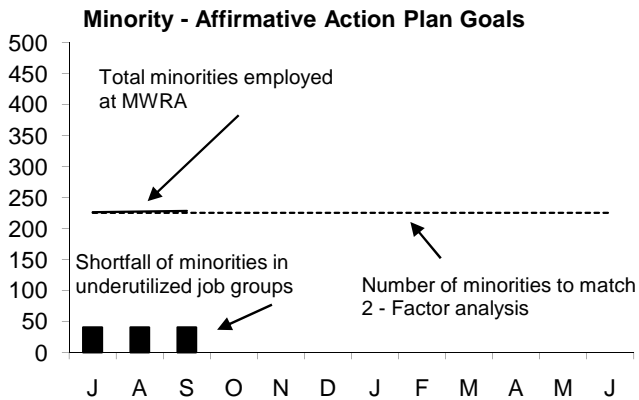 Minority - Affirmative Action Plan Goals
500
450
400
350
300
250
200
150
100
50
0
Total minorities employed
at MWRA
Shortfall of minorities in
underutilized job groups
Number of minorities to match
2 - Factor analysis
J A S O N D J F M A M J